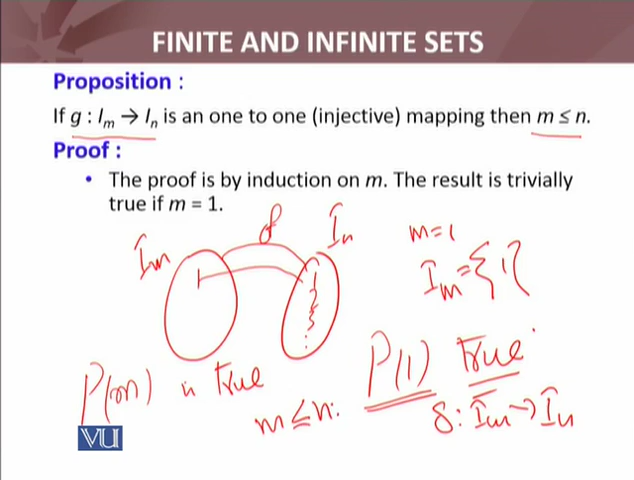 FINITE AND INFINITE SETS
Proposition :
If g : Iₘ → Iₙ is an one to one (injective) mapping then m ≤ n.
Proof :
• The proof is by induction on m. The result is trivially
true if m = 1.
Iₘ g Iₙ m=1
Iₘ={1}
P(m) is true P(1) true
m≤n. g: Iₘ→Iₙ
VU